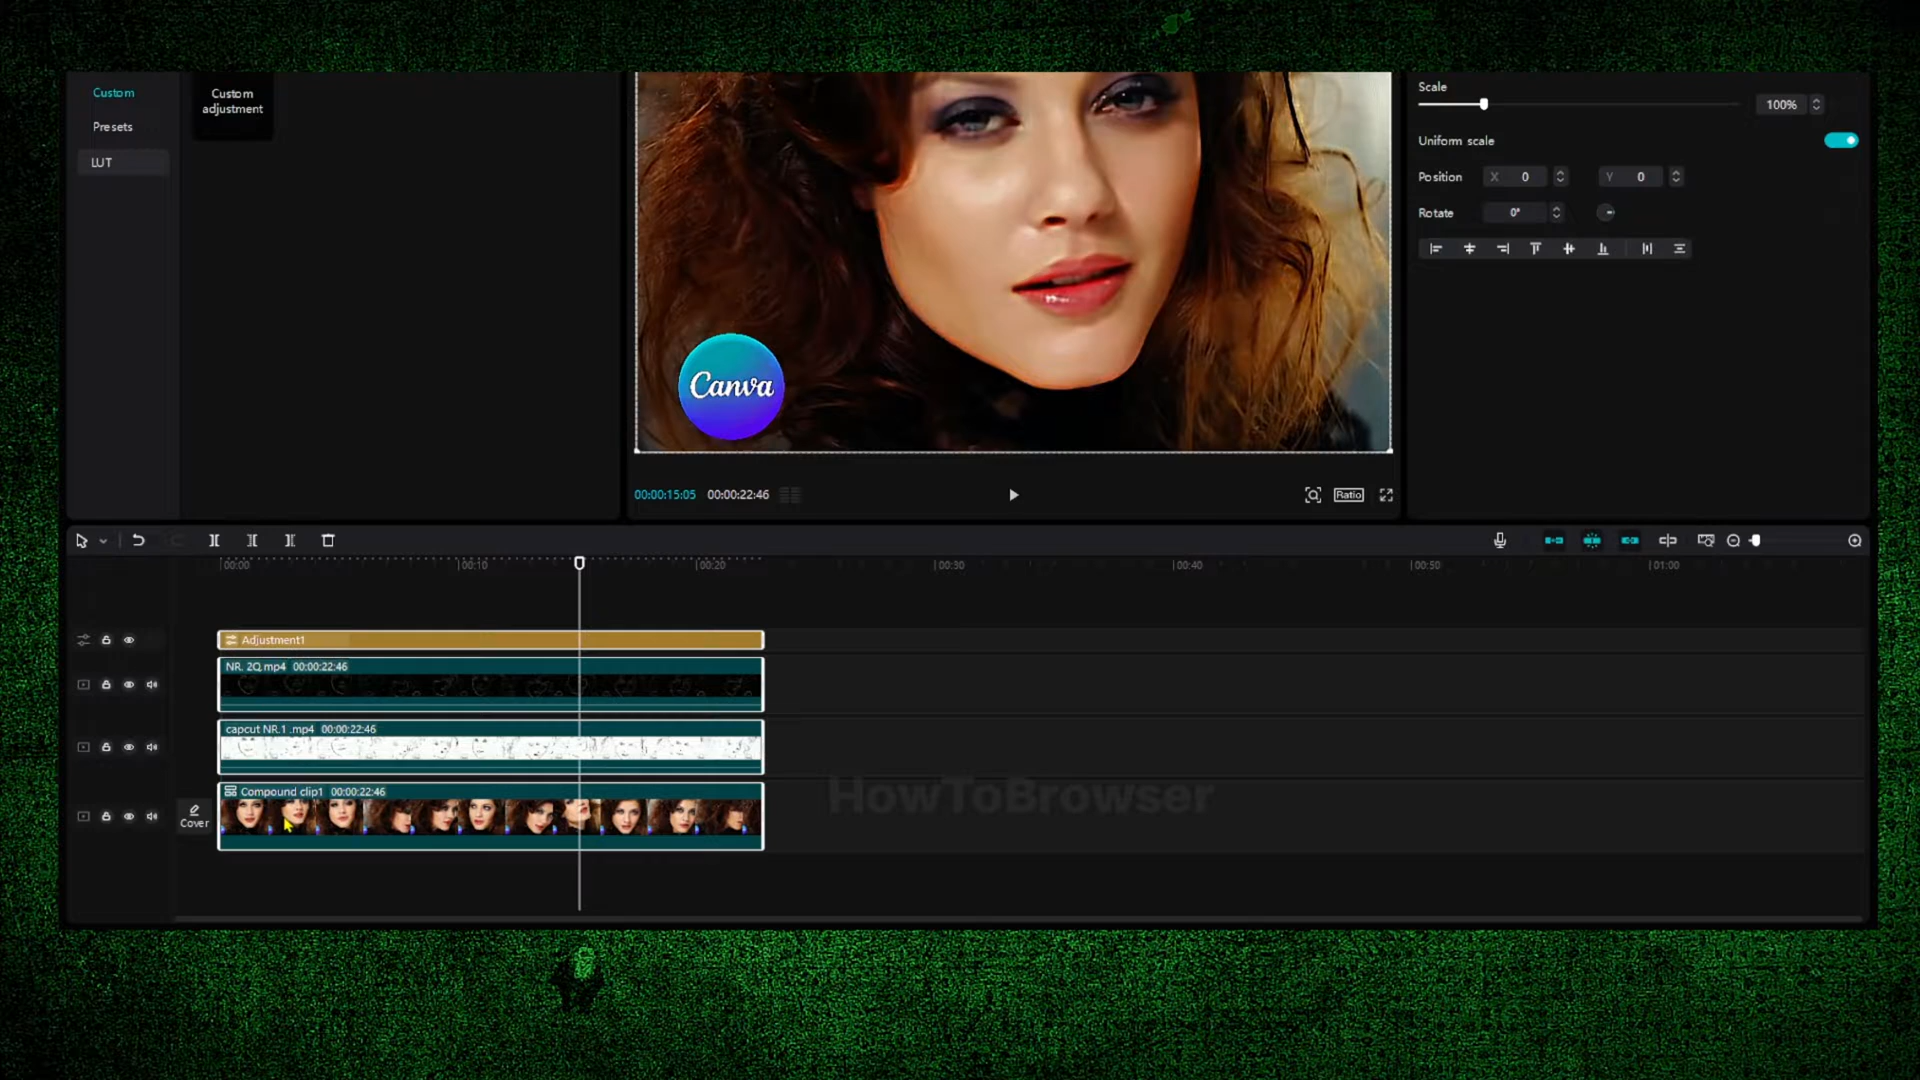 Custom
Custom adjustment
Presets
LUT
Canva
Scale
100%
Uniform scale
Position X 0 Y 0
Rotate 0°
00:00:15:05 00:00:22:46
Ratio
00:00 00:10 00:20 00:30 00:40 00:50 01:00
Adjustment1
NR. 2Q.mp4 00:00:22:46
capcut NR.1 .mp4 00:00:22:46
Compound clip1 00:00:22:46
Cover
HowToBrowser